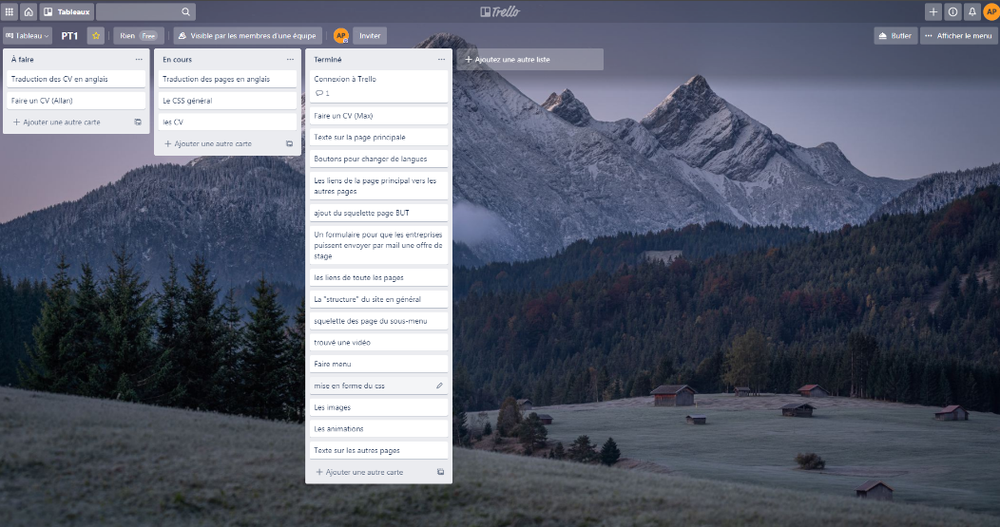 Tableaux
Trello
AP
Tableau
PT1
Rien
Free
Visible par les membres d'une équipe
AP
Inviter
Butler
Afficher le menu
À faire
Traduction des CV en anglais
Faire un CV (Allan)
Ajouter une autre carte
En cours
Traduction des pages en anglais
Le CSS général
les CV
Ajouter une autre carte
Terminé
Connexion à Trello
1
Faire un CV (Max)
Texte sur la page principale
Boutons pour changer de langues
Les liens de la page principal vers les
autres pages
ajout du squelette page BUT
Un formulaire pour que les entreprises
puissent envoyer par mail une offre de
stage
les liens de toute les pages
La "structure" du site en général
squelette des page du sous-menu
trouvé une vidéo
Faire menu
mise en forme du css
Les images
Les animations
Texte sur les autres pages
Ajouter une autre carte
Ajoutez une autre liste